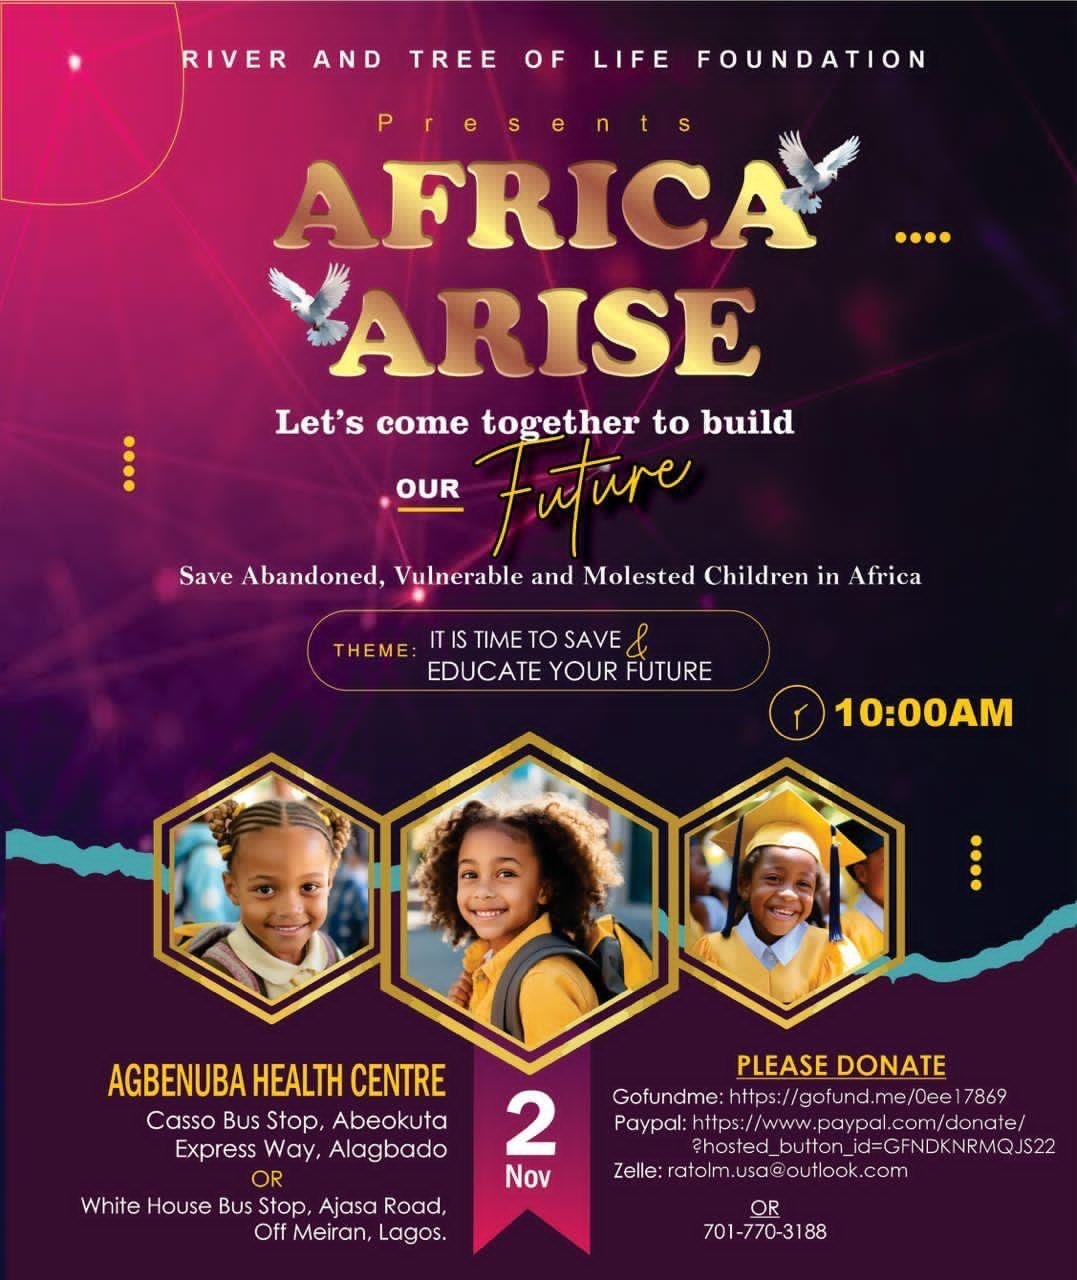 RIVER AND TREE OF LIFE FOUNDATION
Presents
AFRICA
ARISE
Let's come together to build
OUR Future
Save Abandoned, Vulnerable and Molested Children in Africa
THEME: IT IS TIME TO SAVE &
EDUCATE YOUR FUTURE
10:00AM
AGBENUBA HEALTH CENTRE
Casso Bus Stop, Abeokuta
Express Way, Alagbado
OR
White House Bus Stop, Ajasa Road,
Off Meiran, Lagos.
2
Nov
PLEASE DONATE
Gofundme: https://gofund.me/0ee17869
Paypal: https://www.paypal.com/donate/
?hosted_button_id=GFNDKNRMQJS22
Zelle: ratolm.usa@outlook.com
OR
701-770-3188